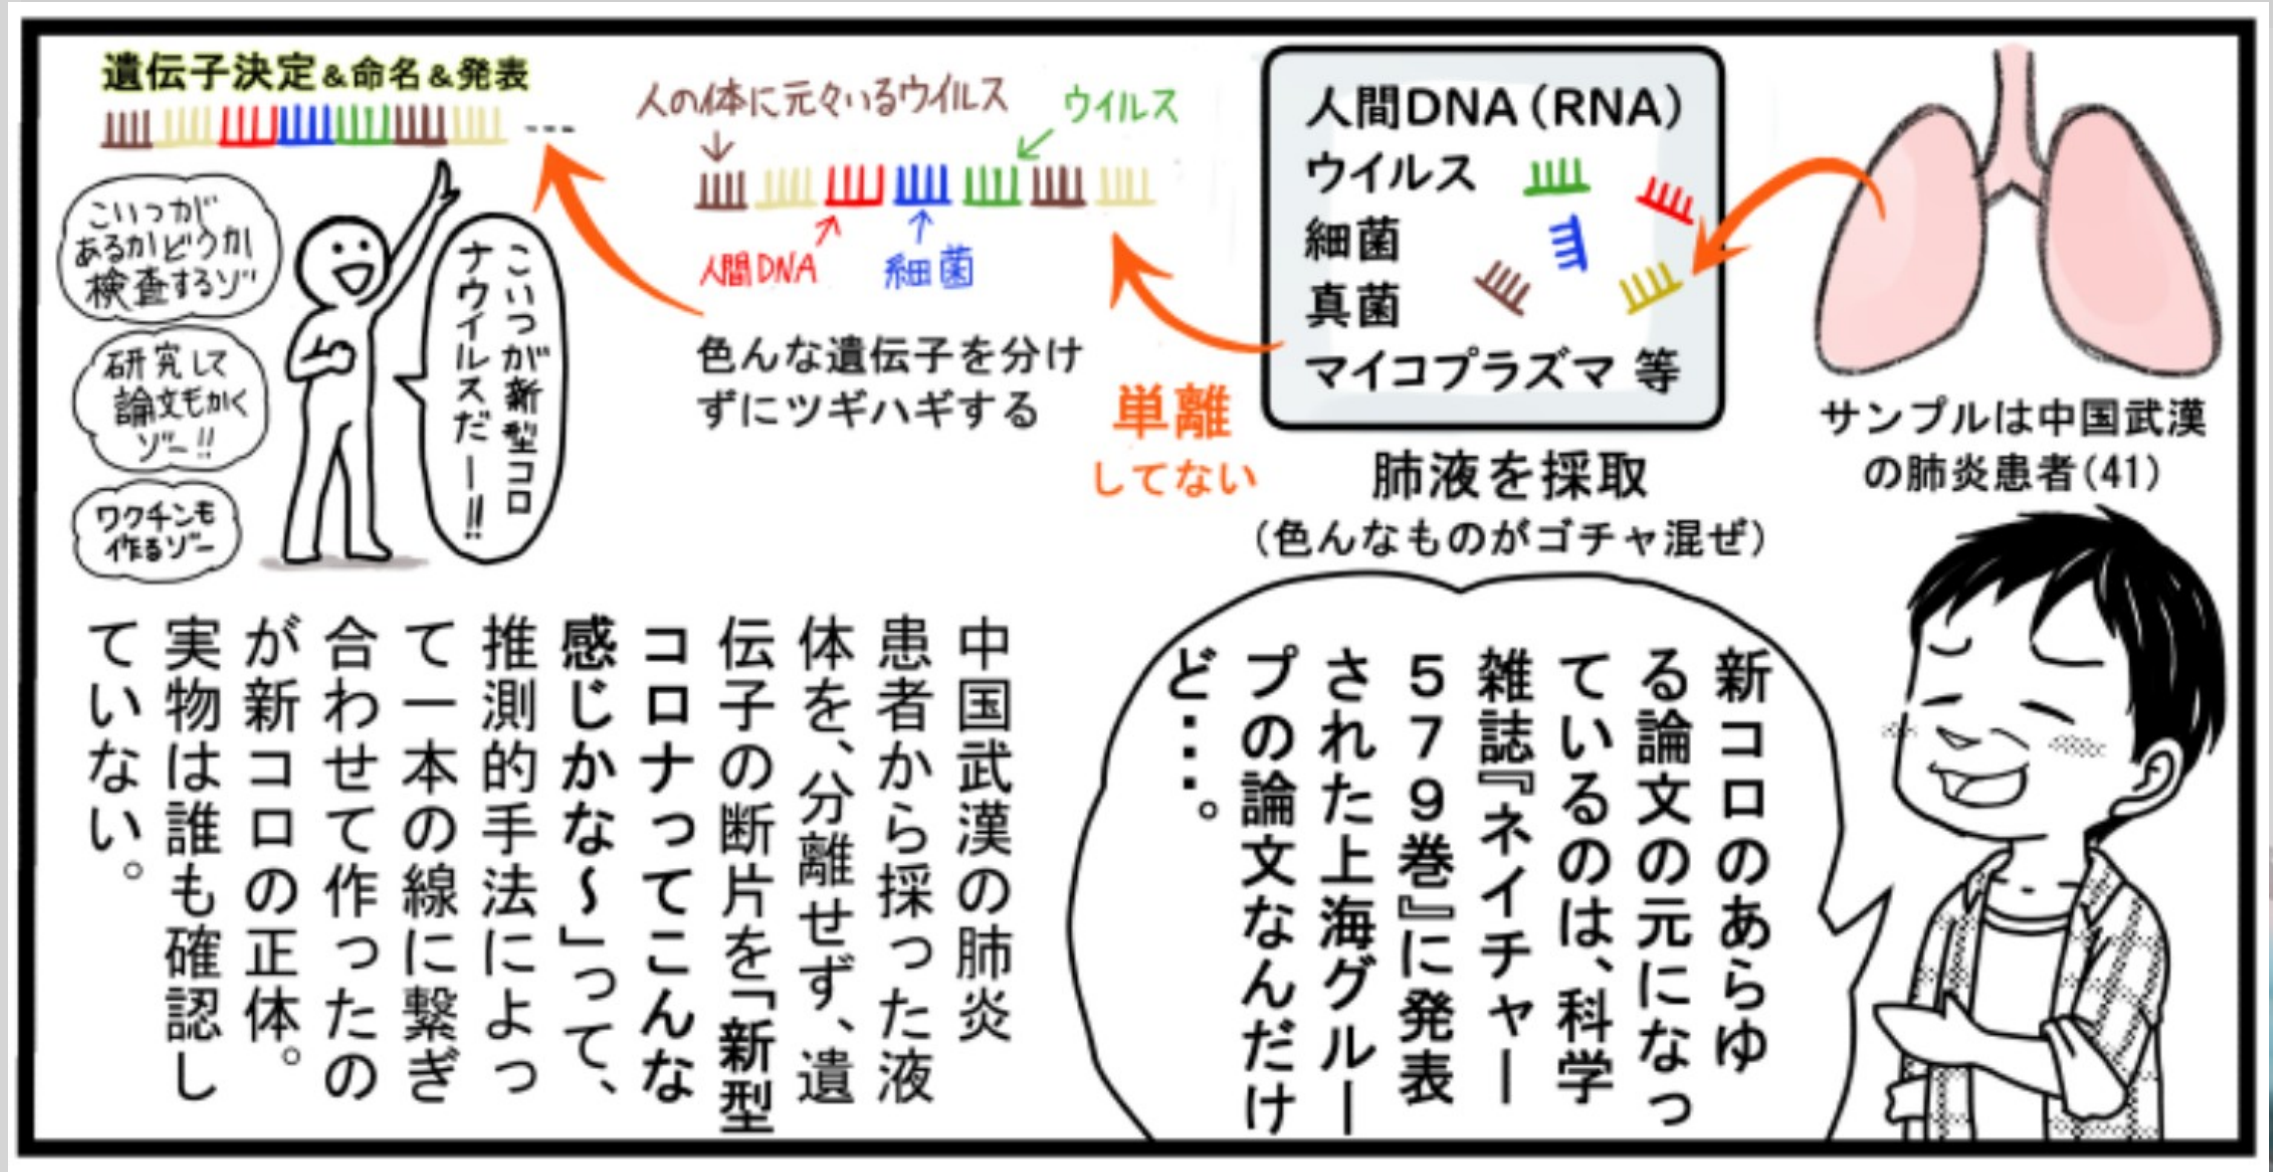 サンプルは中国武漢
の肺炎患者(41)
人間DNA(RNA)
ウイルス
細菌
真菌
マイコプラズマ 等
肺液を採取
(色んなものがゴチャ混ぜ)
単離
してない
人の体に元々いるウイルス
ウイルス
人間DNA
細菌
色んな遺伝子を分け
ずにツギハギする
遺伝子決定&命名&発表
こいつが新型コロ
ナウイルスだー!!
こいつが
あるかどうか
検査するゾ
研究して
論文もかく
ゾー!!
ワクチンも
作るゾー
新コロのあらゆ
る論文の元になっ
ているのは、科学
雑誌『ネイチャー
579巻』に発表
された上海グルー
プの論文なんだけ
ど…。
中国武漢の肺炎
患者から採った液
体を、分離せず、遺
伝子の断片を「新型
コロナってこんな
感じかな~」って、
推測的手法によっ
て一本の線に繋ぎ
合わせて作ったの
が新コロの正体。
実物は誰も確認し
ていない。